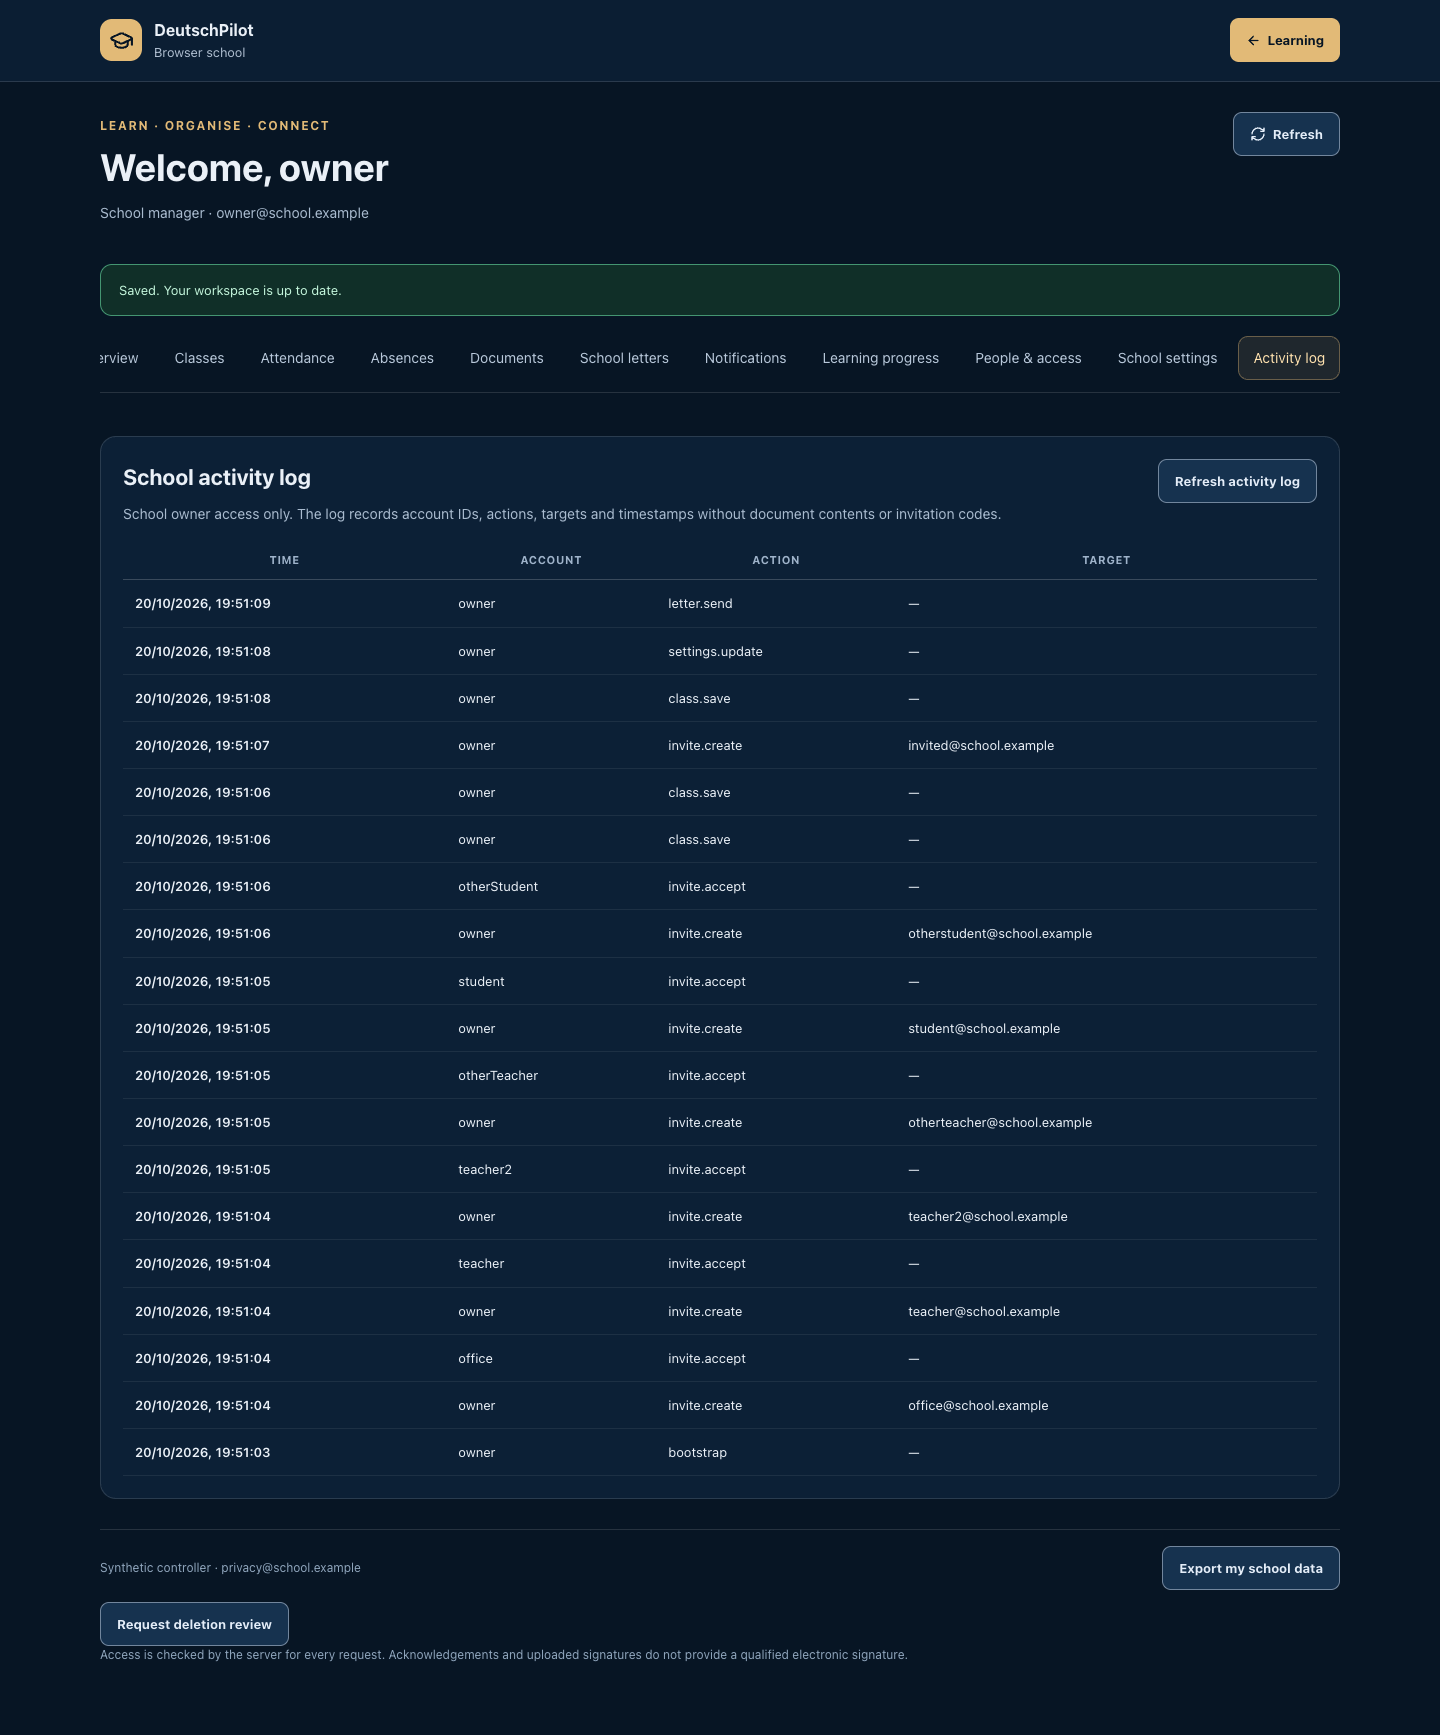 DeutschPilot
Browser school
← Learning
LEARN · ORGANISE · CONNECT
Welcome, owner
School manager · owner@school.example
Refresh
Saved. Your workspace is up to date.
erview Classes Attendance Absences Documents School letters Notifications Learning progress People & access School settings Activity log
School activity log
Refresh activity log
School owner access only. The log records account IDs, actions, targets and timestamps without document contents or invitation codes.
TIME ACCOUNT ACTION TARGET
20/10/2026, 19:51:09 owner letter.send —
20/10/2026, 19:51:08 owner settings.update —
20/10/2026, 19:51:08 owner class.save —
20/10/2026, 19:51:07 owner invite.create invited@school.example
20/10/2026, 19:51:06 owner class.save —
20/10/2026, 19:51:06 owner class.save —
20/10/2026, 19:51:06 otherStudent invite.accept —
20/10/2026, 19:51:06 owner invite.create otherstudent@school.example
20/10/2026, 19:51:05 student invite.accept —
20/10/2026, 19:51:05 owner invite.create student@school.example
20/10/2026, 19:51:05 otherTeacher invite.accept —
20/10/2026, 19:51:05 owner invite.create otherteacher@school.example
20/10/2026, 19:51:05 teacher2 invite.accept —
20/10/2026, 19:51:04 owner invite.create teacher2@school.example
20/10/2026, 19:51:04 teacher invite.accept —
20/10/2026, 19:51:04 owner invite.create teacher@school.example
20/10/2026, 19:51:04 office invite.accept —
20/10/2026, 19:51:04 owner invite.create office@school.example
20/10/2026, 19:51:03 owner bootstrap —
Synthetic controller · privacy@school.example
Export my school data
Request deletion review
Access is checked by the server for every request. Acknowledgements and uploaded signatures do not provide a qualified electronic signature.